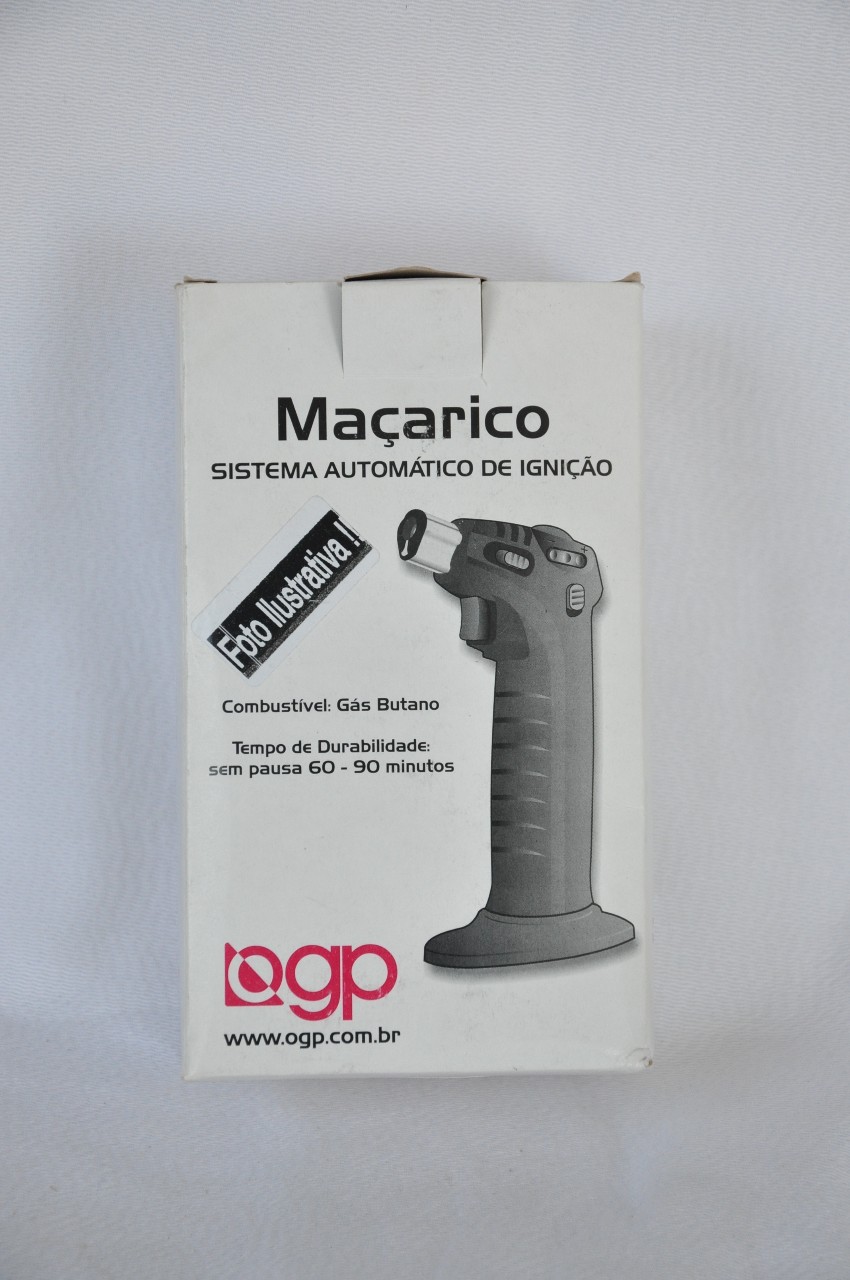 Maçarico
SISTEMA AUTOMÁTICO DE IGNIÇÃO
Foto Ilustrativa !!
Combustível: Gás Butano
Tempo de Durabilidade:
sem pausa 60 - 90 minutos
ogp
www.ogp.com.br